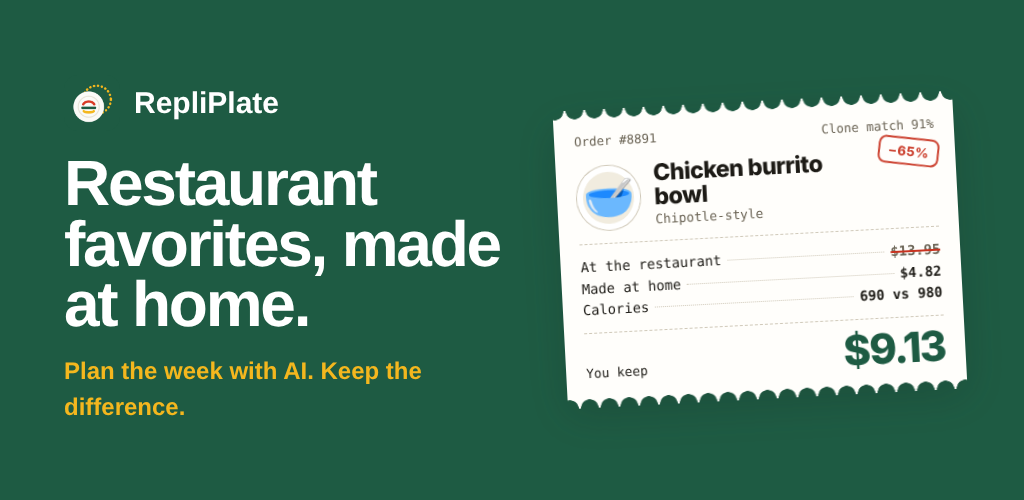 RepliPlate
Restaurant
favorites, made
at home.
Plan the week with AI. Keep the
difference.
Order #8891
Clone match 91%
-65%
Chicken burrito
bowl
Chipotle-style
At the restaurant $13.95
Made at home $4.82
Calories 690 vs 980
You keep $9.13